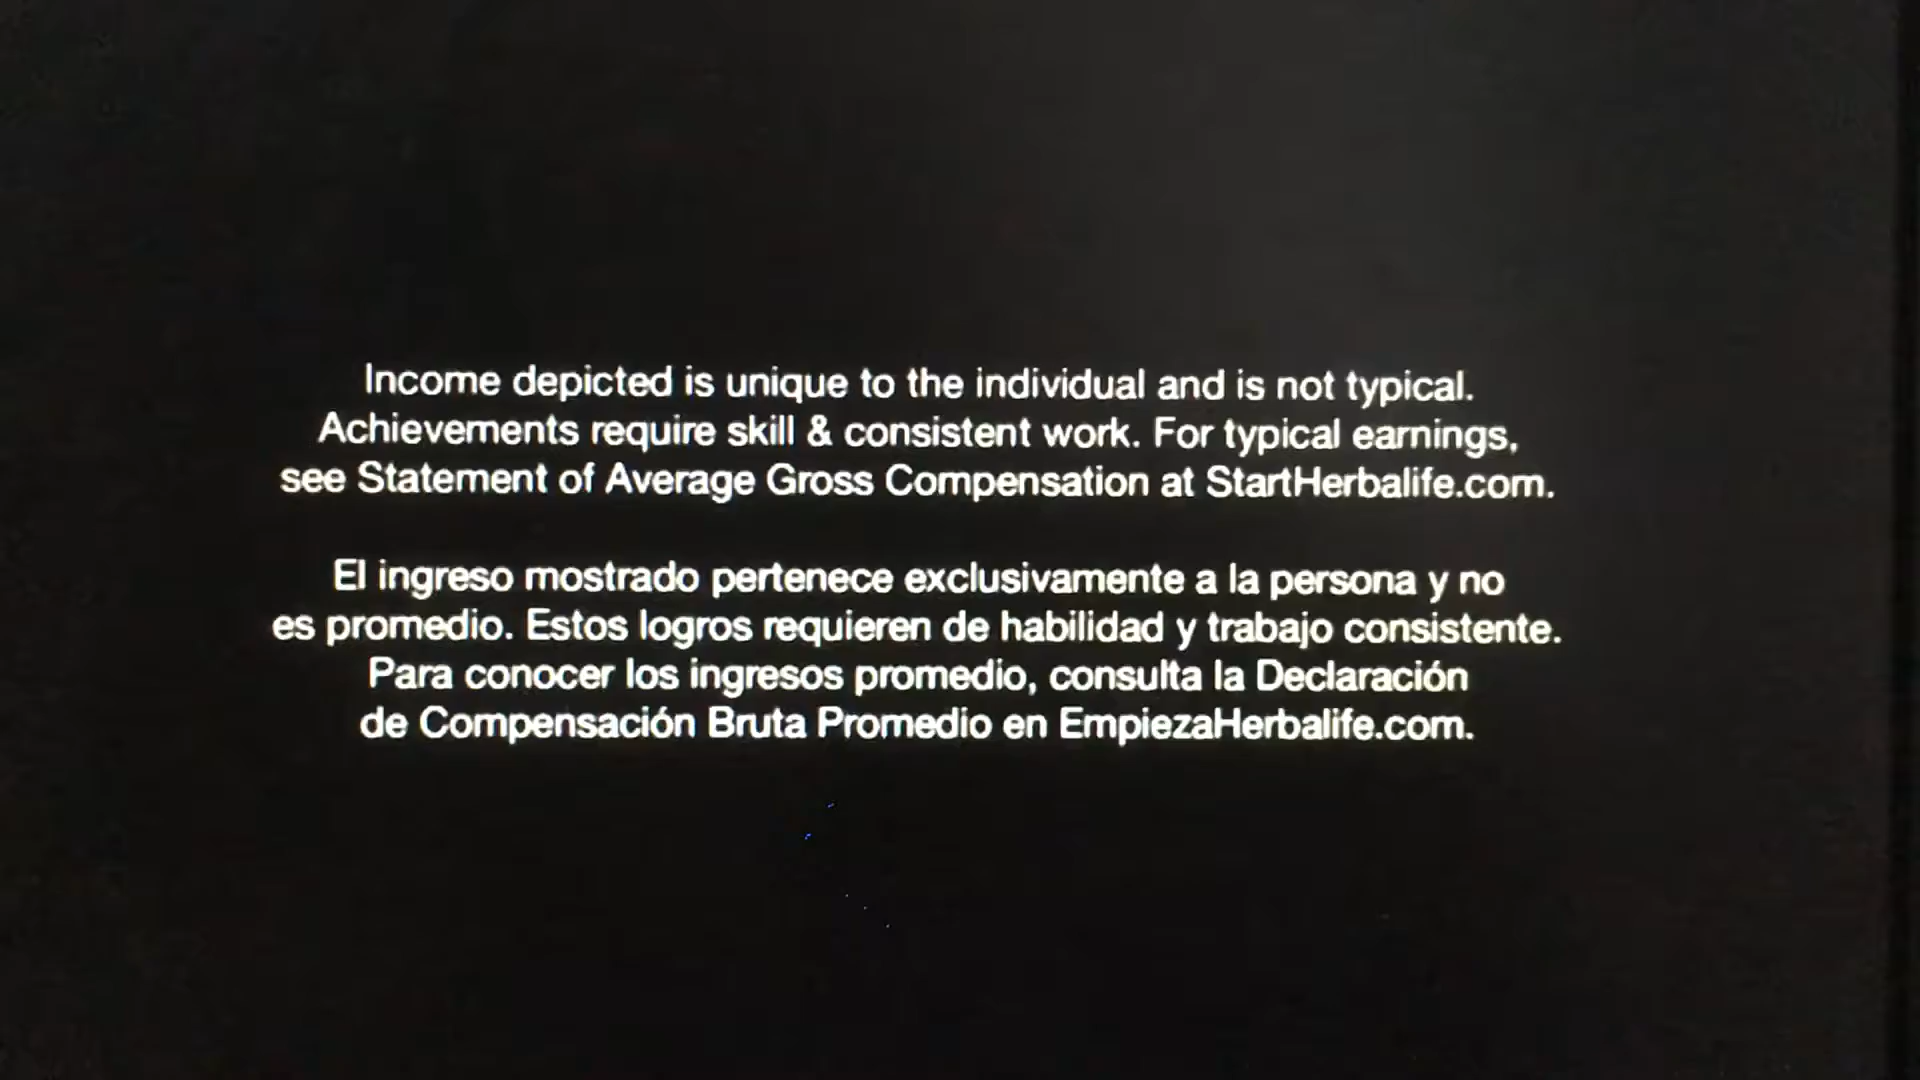 Income depicted is unique to the individual and is not typical.
Achievements require skill & consistent work. For typical earnings,
see Statement of Average Gross Compensation at StartHerbalife.com.
El ingreso mostrado pertenece exclusivamente a la persona y no
es promedio. Estos logros requieren de habilidad y trabajo consistente.
Para conocer los ingresos promedio, consulta la Declaración
de Compensación Bruta Promedio en EmpiezaHerbalife.com.